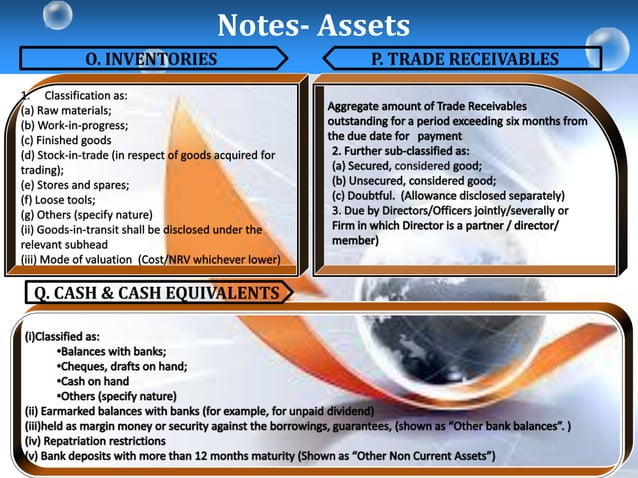 Notes- Assets
O. INVENTORIES
1. Classification as:
(a) Raw materials;
(b) Work-in-progress;
(c) Finished goods
(d) Stock-in-trade (in respect of goods acquired for
trading);
(e) Stores and spares;
(f) Loose tools;
(g) Others (specify nature)
(ii) Goods-in-transit shall be disclosed under the
relevant subhead
(iii) Mode of valuation (Cost/NRV whichever lower)
P. TRADE RECEIVABLES
Aggregate amount of Trade Receivables
outstanding for a period exceeding six months from
the due date for payment
2. Further sub-classified as:
(a) Secured, considered good;
(b) Unsecured, considered good;
(c) Doubtful. (Allowance disclosed separately)
3. Due by Directors/Officers jointly/severally or
Firm in which Director is a partner / director/
member)
Q. CASH & CASH EQUIVALENTS
(i)Classified as:
•Balances with banks;
•Cheques, drafts on hand;
•Cash on hand
•Others (specify nature)
(ii) Earmarked balances with banks (for example, for unpaid dividend)
(iii)held as margin money or security against the borrowings, guarantees, (shown as “Other bank balances”. )
(iv) Repatriation restrictions
(v) Bank deposits with more than 12 months maturity (Shown as “Other Non Current Assets”)